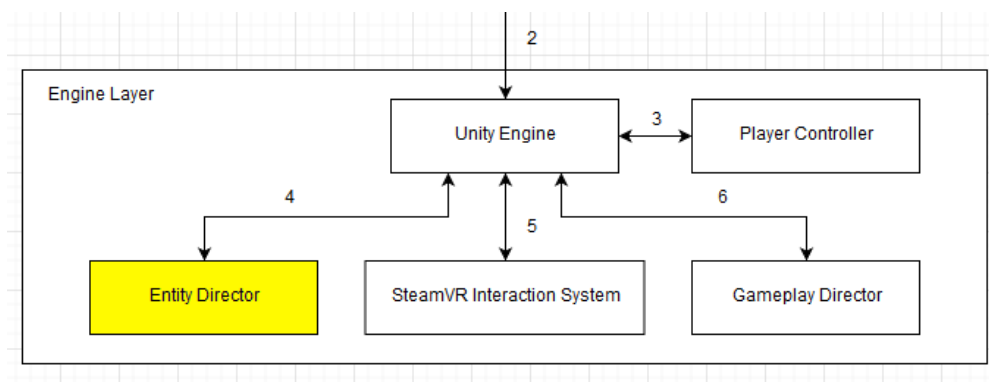 2
Engine Layer
Unity Engine
3
Player Controller
4
5
6
Entity Director
SteamVR Interaction System
Gameplay Director